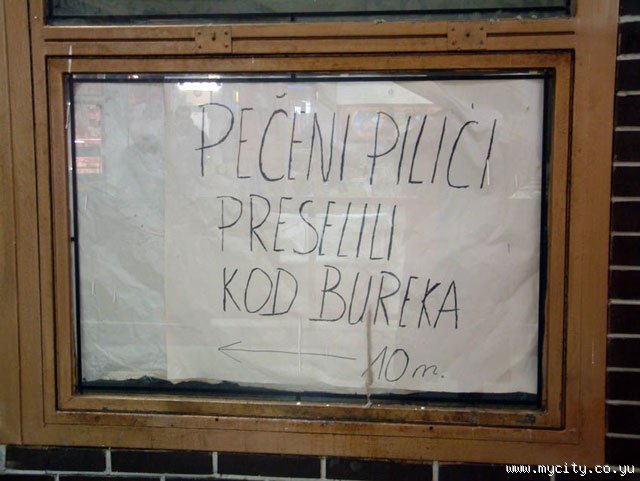 PEČENI PILIĆI
PRESELILI
KOD BUREKA
10 m.
www.mycity.co.yu